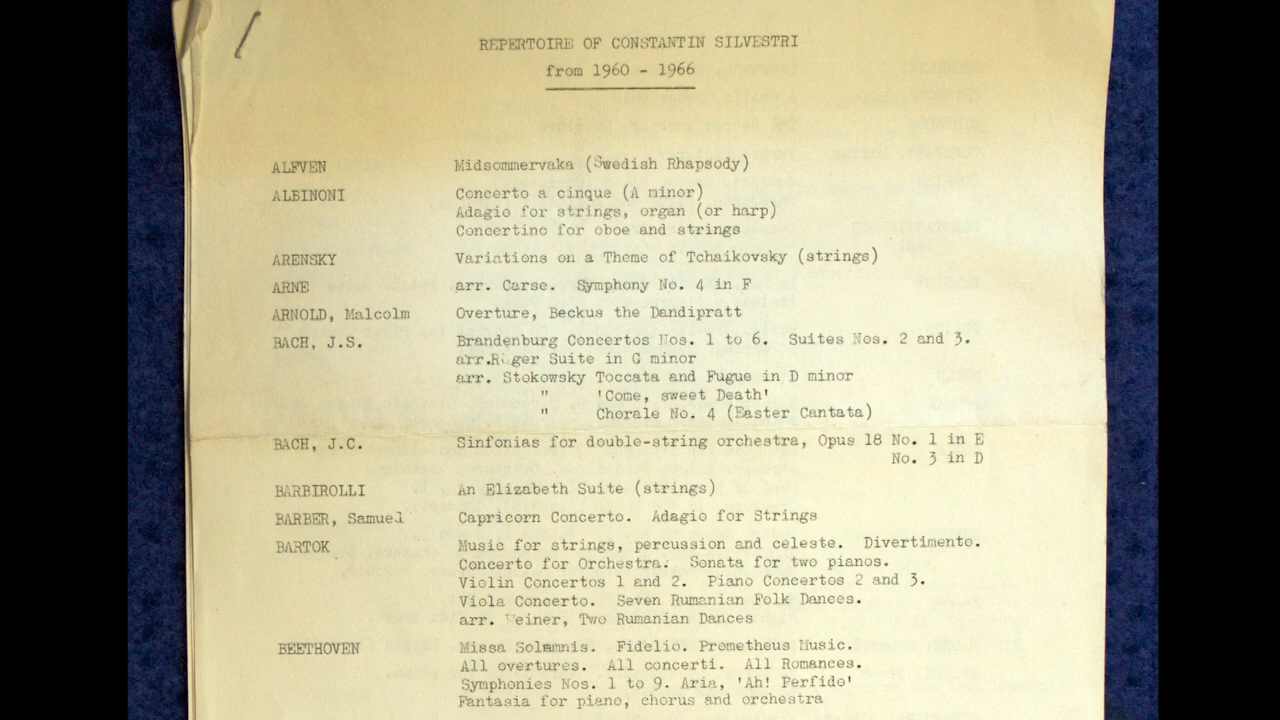 REPERTOIRE OF CONSTANTIN SILVESTRI
from 1960 - 1966
ALFVEN Midsommervaka (Swedish Rhapsody)
ALBINONI Concerto a cinque (A minor)
Adagio for strings, organ (or harp)
Concertino for oboe and strings
ARENSKY Variations on a Theme of Tchaikovsky (strings)
ARNE arr. Carse. Symphony No. 4 in F
ARNOLD, Malcolm Overture, Beckus the Dandipratt
BACH, J.S. Brandenburg Concertos Nos. 1 to 6. Suites Nos. 2 and 3.
arr.Reger Suite in G minor
arr. Stokowsky Toccata and Fugue in D minor
" 'Come, sweet Death'
" Chorale No. 4 (Easter Cantata)
BACH, J.C. Sinfonias for double-string orchestra, Opus 18 No. 1 in E
No. 3 in D
BARBIROLLI An Elizabeth Suite (strings)
BARBER, Samuel Capricorn Concerto. Adagio for Strings
BARTOK Music for strings, percussion and celeste. Divertimento.
Concerto for Orchestra. Sonata for two pianos.
Violin Concertos 1 and 2. Piano Concertos 2 and 3.
Viola Concerto. Seven Rumanian Folk Dances.
arr. Weiner, Two Rumanian Dances
BEETHOVEN Missa Solemnis. Fidelio. Prometheus Music.
All overtures. All concerti. All Romances.
Symphonies Nos. 1 to 9. Aria, 'Ah! Perfido'
Fantasia for piano, chorus and orchestra